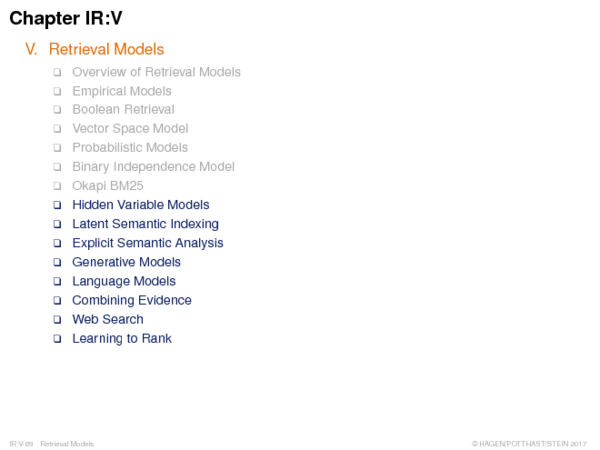 Chapter IR:V
V. Retrieval Models
❑ Overview of Retrieval Models
❑ Empirical Models
❑ Boolean Retrieval
❑ Vector Space Model
❑ Probabilistic Models
❑ Binary Independence Model
❑ Okapi BM25
❑ Hidden Variable Models
❑ Latent Semantic Indexing
❑ Explicit Semantic Analysis
❑ Generative Models
❑ Language Models
❑ Combining Evidence
❑ Web Search
❑ Learning to Rank
IR:V-69 Retrieval Models © HAGEN/POTTHAST/STEIN 2017